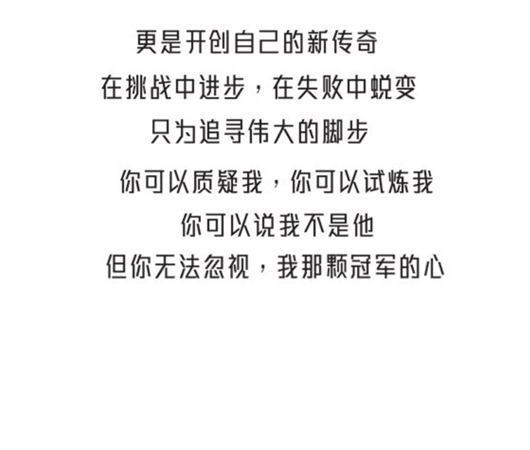 更是开创自己的新传奇
在挑战中进步，在失败中蜕变
只为追寻伟大的脚步
你可以质疑我，你可以试炼我
你可以说我不是他
但你无法忽视，我那颗冠军的心